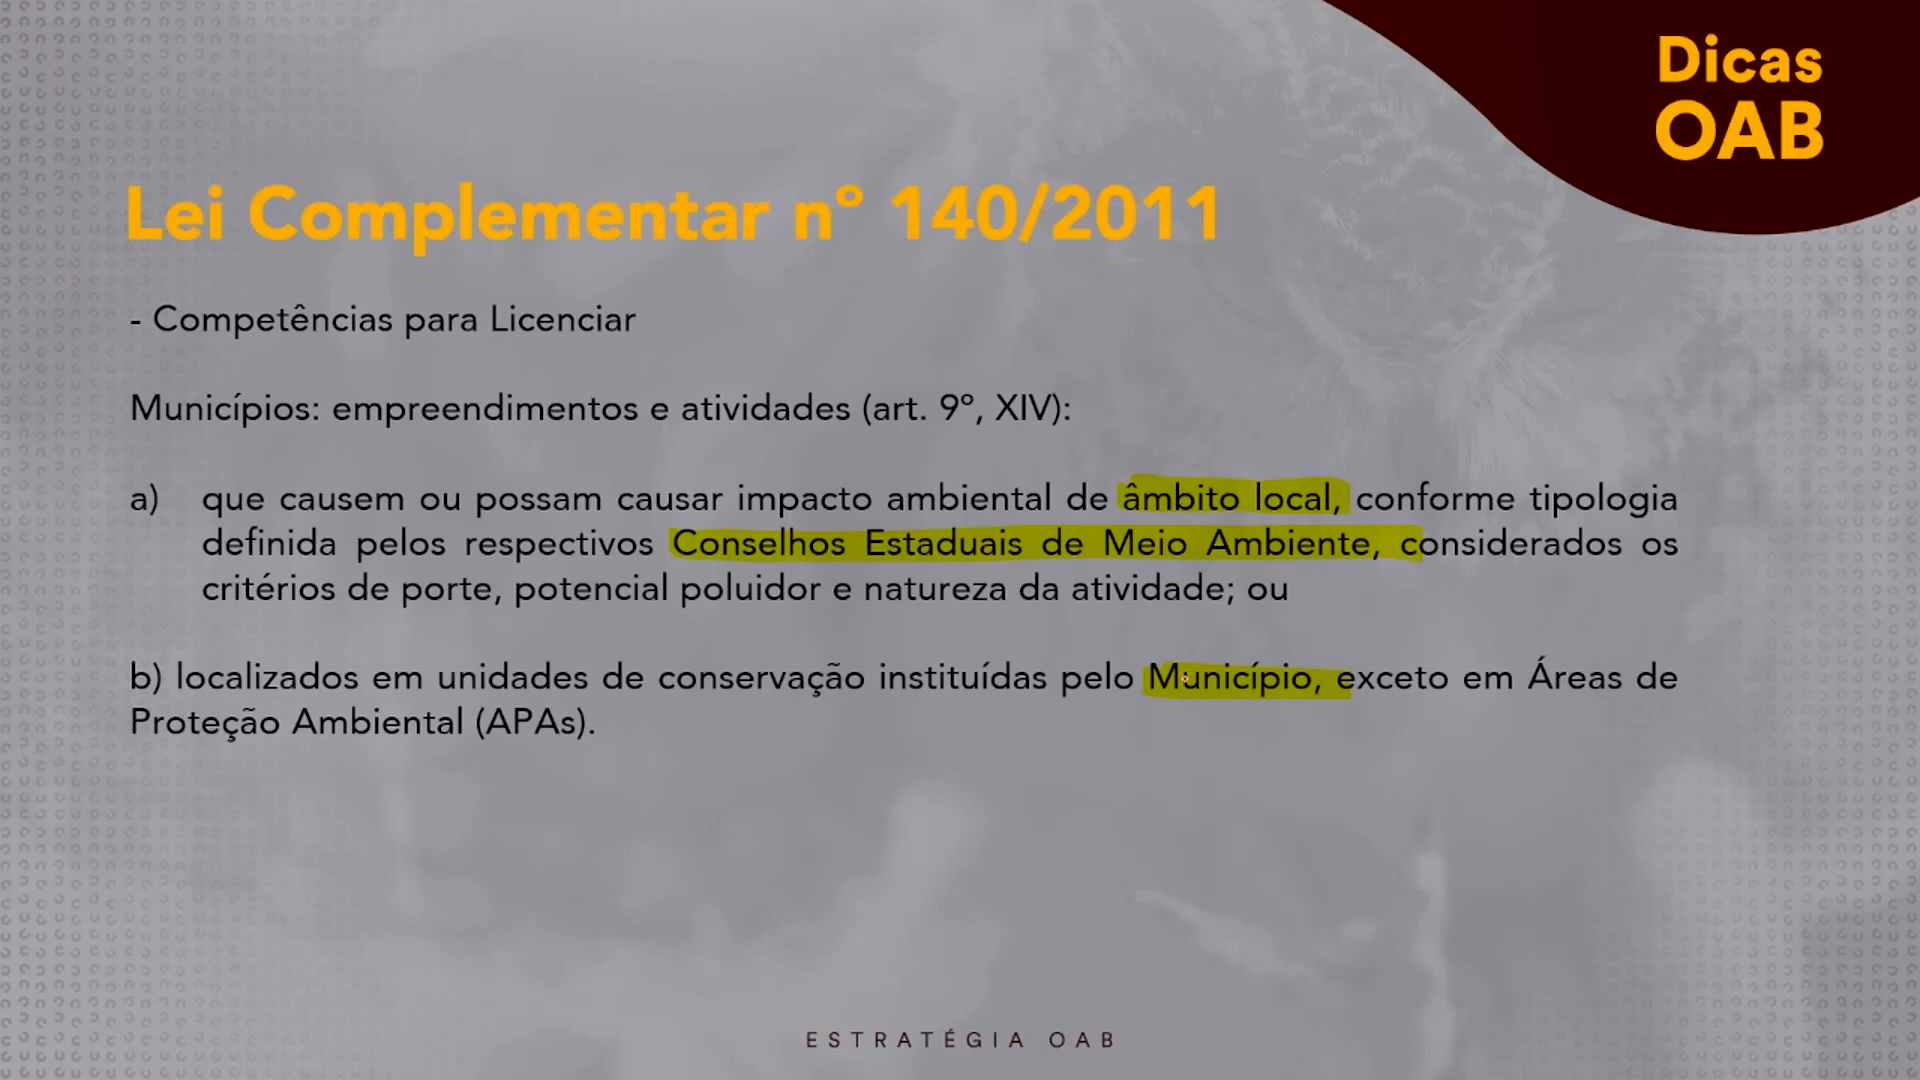 Dicas
OAB
Lei Complementar nº 140/2011
- Competências para Licenciar
Municípios: empreendimentos e atividades (art. 9º, XIV):
a) que causem ou possam causar impacto ambiental de âmbito local, conforme tipologia
definida pelos respectivos Conselhos Estaduais de Meio Ambiente, considerados os
critérios de porte, potencial poluidor e natureza da atividade; ou
b) localizados em unidades de conservação instituídas pelo Município, exceto em Áreas de
Proteção Ambiental (APAs).
ESTRATÉGIA OAB